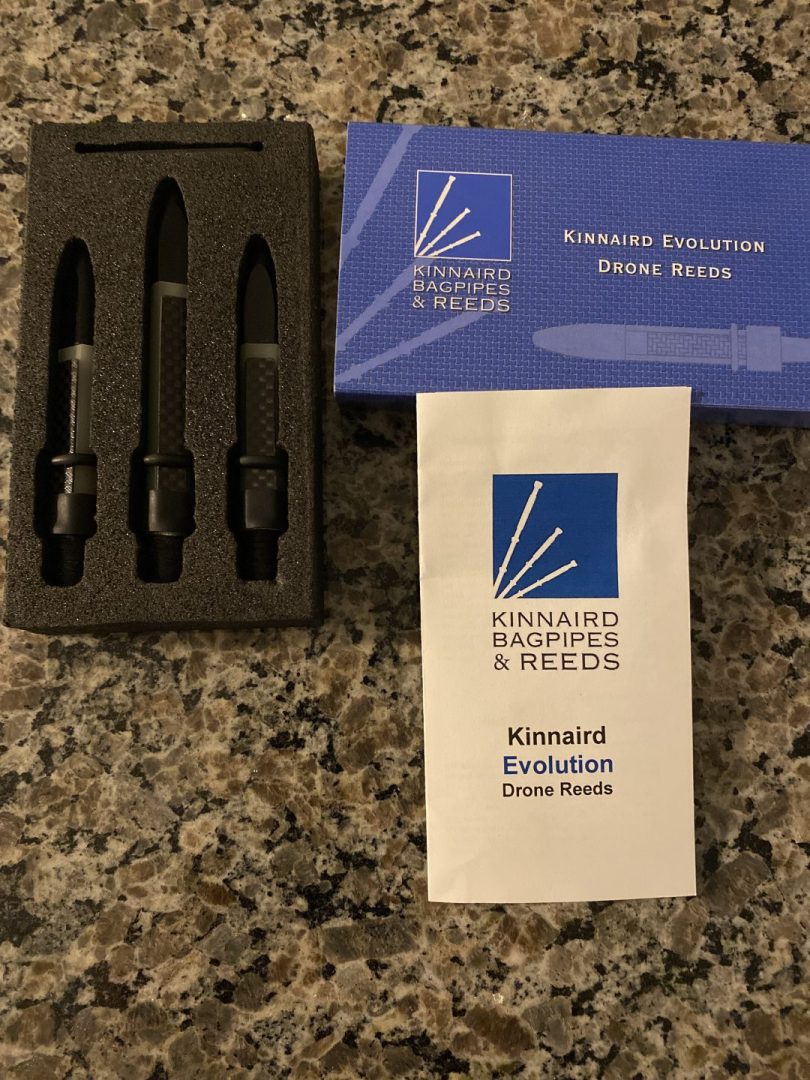 KINNAIRD
BAGPIPES
& REEDS
KINNAIRD EVOLUTION
DRONE REEDS
KINNAIRD
BAGPIPES
& REEDS
Kinnaird
Evolution
Drone Reeds